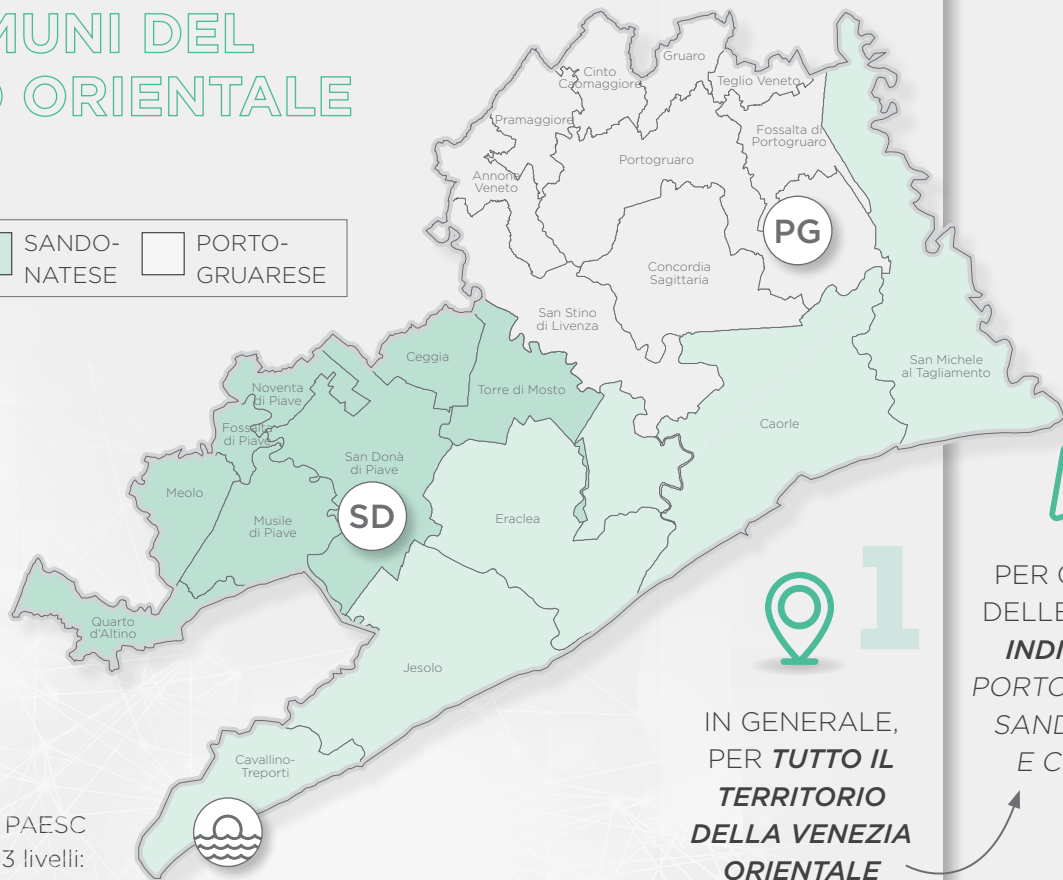 MUNI DEL
O ORIENTALE
SANDO-
NATESE
PORTO-
GRUARESE
Gruaro
Cinto
Caomaggiore
Teglio Veneto
Pramaggiore
Fossalta di
Portogruaro
Portogruaro
Annone
Veneto
PG
Concordia
Sagittaria
San Stino
di Livenza
Ceggia
San Michele
al Tagliamento
Noventa
di Piave
Torre di Mosto
Caorle
Fossalta
di Piave
San Donà
di Piave
Meolo
SD
Eraclea
Musile
di Piave
Quarto
d'Altino
Jesolo
Cavallino-
Treporti
PAESC
3 livelli:
1
IN GENERALE,
PER TUTTO IL
TERRITORIO
DELLA VENEZIA
ORIENTALE
PER
DELLE
INDI
PORTO
SAND
E C